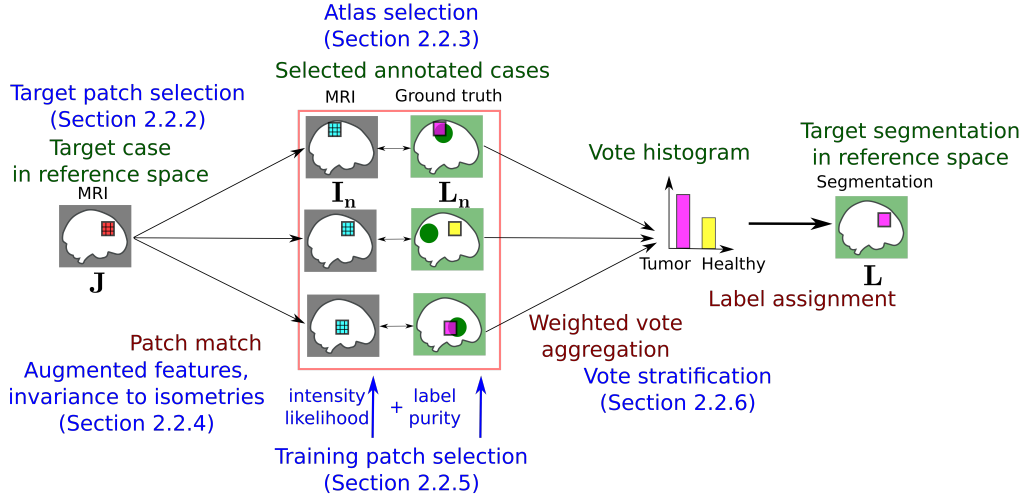 Atlas selection
(Section 2.2.3)
Selected annotated cases
MRI
Ground truth
Target patch selection
(Section 2.2.2)
Target case
in reference space
MRI
J
I_n
L_n
Patch match
Augmented features,
invariance to isometries
(Section 2.2.4)
intensity
likelihood
+
label
purity
Training patch selection
(Section 2.2.5)
Vote histogram
Tumor
Healthy
Weighted vote
aggregation
Vote stratification
(Section 2.2.6)
Target segmentation
in reference space
Segmentation
L
Label assignment